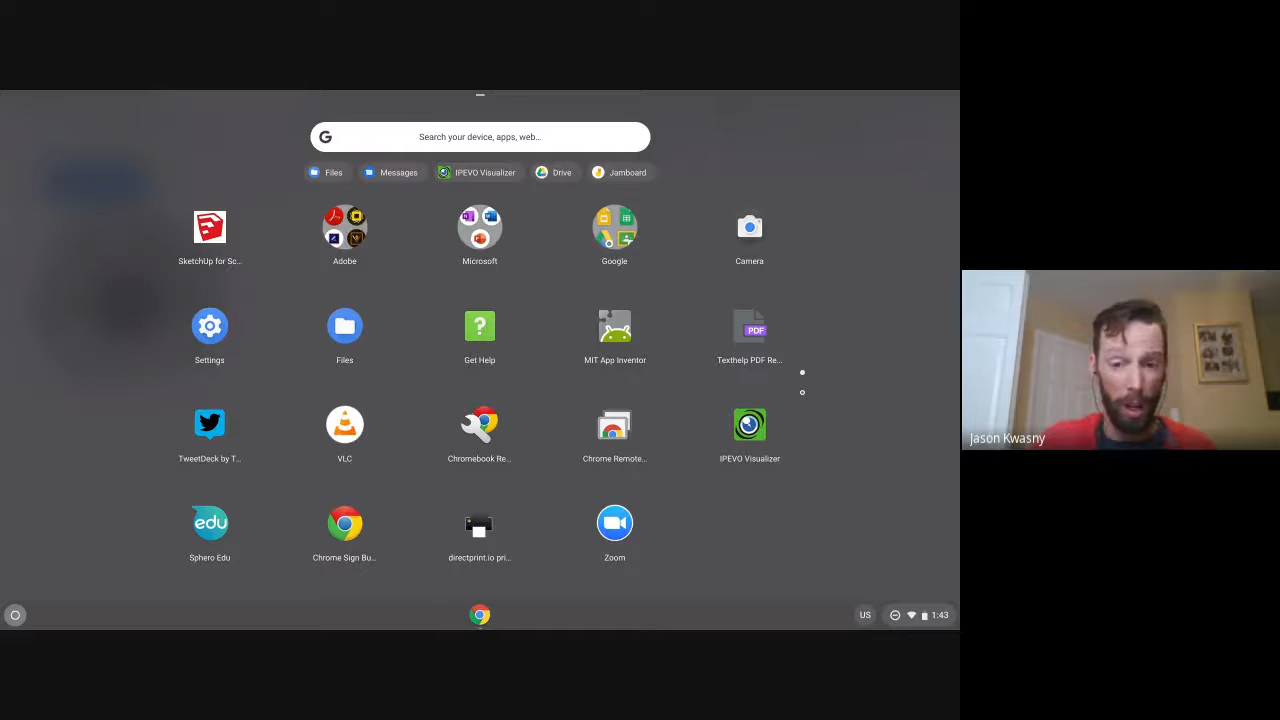 G Search your device, apps, web...
Files Messages IPEVO Visualizer Drive Jamboard
SketchUp for Sc... Adobe Microsoft Google Camera
?
PDF
Settings Files Get Help MIT App Inventor Texthelp PDF Re...
TweetDeck by T... VLC Chromebook Re... Chrome Remote... IPEVO Visualizer
edu
Sphero Edu Chrome Sign Bu... directprint.io pri... Zoom
US 1:43
Jason Kwasny